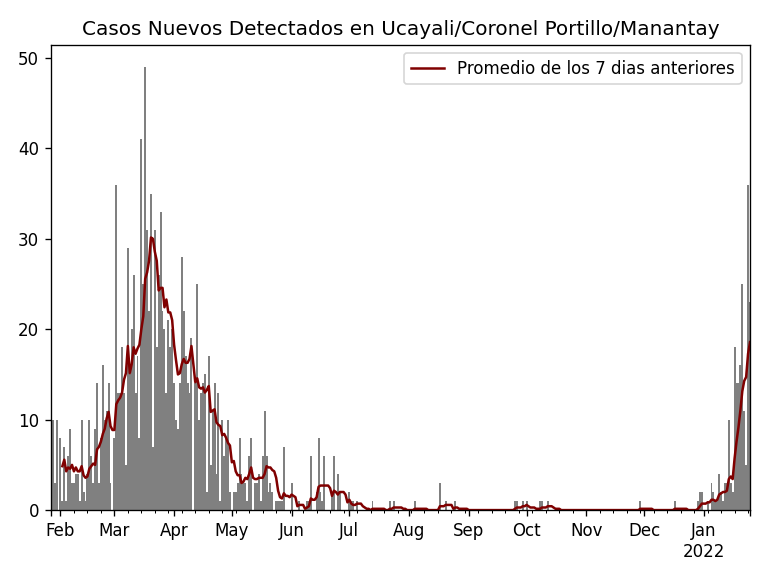 Casos Nuevos Detectados en Ucayali/Coronel Portillo/Manantay
Promedio de los 7 dias anteriores
50
40
30
20
10
0
Feb Mar Apr May Jun Jul Aug Sep Oct Nov Dec Jan
2022